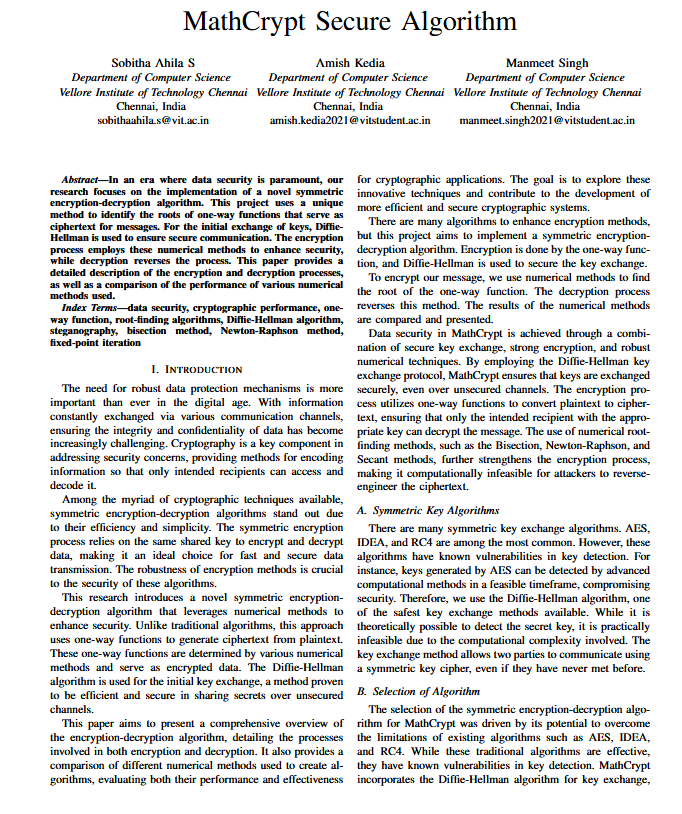 MathCrypt Secure Algorithm
Sobitha Ahila S
Department of Computer Science
Vellore Institute of Technology Chennai
Chennai, India
sobithaahila.s@vit.ac.in
Amish Kedia
Department of Computer Science
Vellore Institute of Technology Chennai
Chennai, India
amish.kedia2021@vitstudent.ac.in
Manmeet Singh
Department of Computer Science
Vellore Institute of Technology Chennai
Chennai, India
manmeet.singh2021@vitstudent.ac.in
Abstract—In an era where data security is paramount, our
research focuses on the implementation of a novel symmetric
encryption-decryption algorithm. This project uses a unique
method to identify the roots of one-way functions that serve as
ciphertext for messages. For the initial exchange of keys, Diffie-
Hellman is used to ensure secure communication. The encryption
process employs these numerical methods to enhance security,
while decryption reverses the process. This paper provides a
detailed description of the encryption and decryption processes,
as well as a comparison of the performance of various numerical
methods used.
Index Terms—data security, cryptographic performance, one-
way function, root-finding algorithms, Diffie-Hellman algorithm,
steganography, bisection method, Newton-Raphson method,
fixed-point iteration
I. Introduction
The need for robust data protection mechanisms is more
important than ever in the digital age. With information
constantly exchanged via various communication channels,
ensuring the integrity and confidentiality of data has become
increasingly challenging. Cryptography is a key component in
addressing security concerns, providing methods for encoding
information so that only intended recipients can access and
decode it.
Among the myriad of cryptographic techniques available,
symmetric encryption-decryption algorithms stand out due
to their efficiency and simplicity. The symmetric encryption
process relies on the same shared key to encrypt and decrypt
data, making it an ideal choice for fast and secure data
transmission. The robustness of encryption methods is crucial
to the security of these algorithms.
This research introduces a novel symmetric encryption-
decryption algorithm that leverages numerical methods to
enhance security. Unlike traditional algorithms, this approach
uses one-way functions to generate ciphertext from plaintext.
These one-way functions are determined by various numerical
methods and serve as encrypted data. The Diffie-Hellman
algorithm is used for the initial key exchange, a method proven
to be efficient and secure in sharing secrets over unsecured
channels.
This paper aims to present a comprehensive overview of
the encryption-decryption algorithm, detailing the processes
involved in both encryption and decryption. It also provides a
comparison of different numerical methods used to create al-
gorithms, evaluating both their performance and effectiveness
for cryptographic applications. The goal is to explore these
innovative techniques and contribute to the development of
more efficient and secure cryptographic systems.
There are many algorithms to enhance encryption methods,
but this project aims to implement a symmetric encryption-
decryption algorithm. Encryption is done by the one-way func-
tion, and Diffie-Hellman is used to secure the key exchange.
To encrypt our message, we use numerical methods to find
the root of the one-way function. The decryption process
reverses this method. The results of the numerical methods
are compared and presented.
Data security in MathCrypt is achieved through a combi-
nation of secure key exchange, strong encryption, and robust
numerical techniques. By employing the Diffie-Hellman key
exchange protocol, MathCrypt ensures that keys are exchanged
securely, even over unsecured channels. The encryption pro-
cess utilizes one-way functions to convert plaintext to cipher-
text, ensuring that only the intended recipient with the appro-
priate key can decrypt the message. The use of numerical root-
finding methods, such as the Bisection, Newton-Raphson, and
Secant methods, further strengthens the encryption process,
making it computationally infeasible for attackers to reverse-
engineer the ciphertext.
A. Symmetric Key Algorithms
There are many symmetric key exchange algorithms. AES,
IDEA, and RC4 are among the most common. However, these
algorithms have known vulnerabilities in key detection. For
instance, keys generated by AES can be detected by advanced
computational methods in a feasible timeframe, compromising
security. Therefore, we use the Diffie-Hellman algorithm, one
of the safest key exchange methods available. While it is
theoretically possible to detect the secret key, it is practically
infeasible due to the computational complexity involved. The
key exchange method allows two parties to communicate using
a symmetric key cipher, even if they have never met before.
B. Selection of Algorithm
The selection of the symmetric encryption-decryption algo-
rithm for MathCrypt was driven by its potential to overcome
the limitations of existing algorithms such as AES, IDEA,
and RC4. While these traditional algorithms are effective,
they have known vulnerabilities in key detection. MathCrypt
incorporates the Diffie-Hellman algorithm for key exchange,